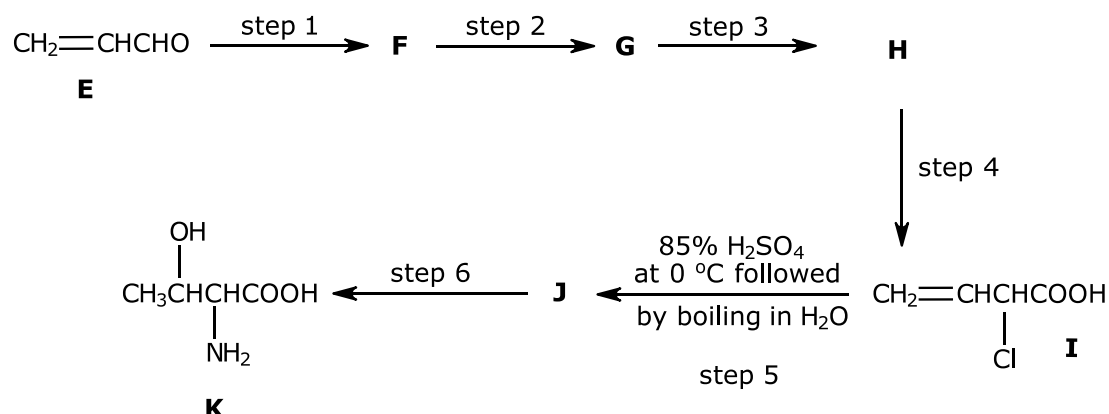 CH₂=CHCHO step 1 F step 2 G step 3 H
E
step 4
OH
85% H₂SO₄
CH₃CHCHCOOH step 6 J at 0 °C followed CH₂=CHCHCOOH
by boiling in H₂O
NH₂ Cl I
step 5
K